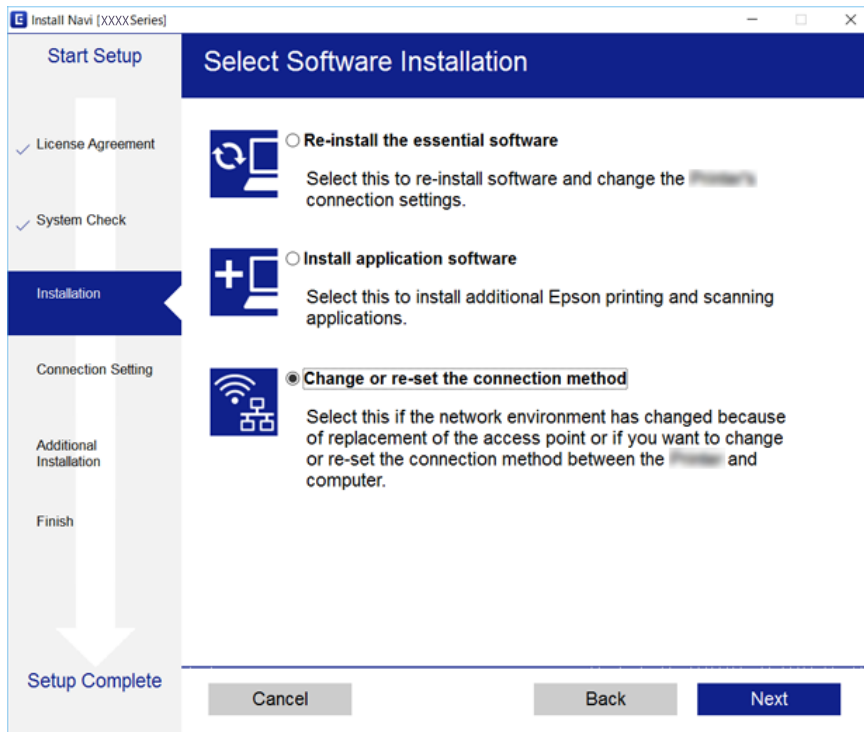 E Install Navi [XXXXSeries]
Start Setup
License Agreement
System Check
Installation
Connection Setting
Additional
Installation
Finish
Setup Complete
Select Software Installation
Re-install the essential software
Select this to re-install software and change the
connection settings.
Install application software
Select this to install additional Epson printing and scanning
applications.
Change or re-set the connection method
Select this if the network environment has changed because
of replacement of the access point or if you want to change
or re-set the connection method between the and
computer.
Cancel
Back
Next